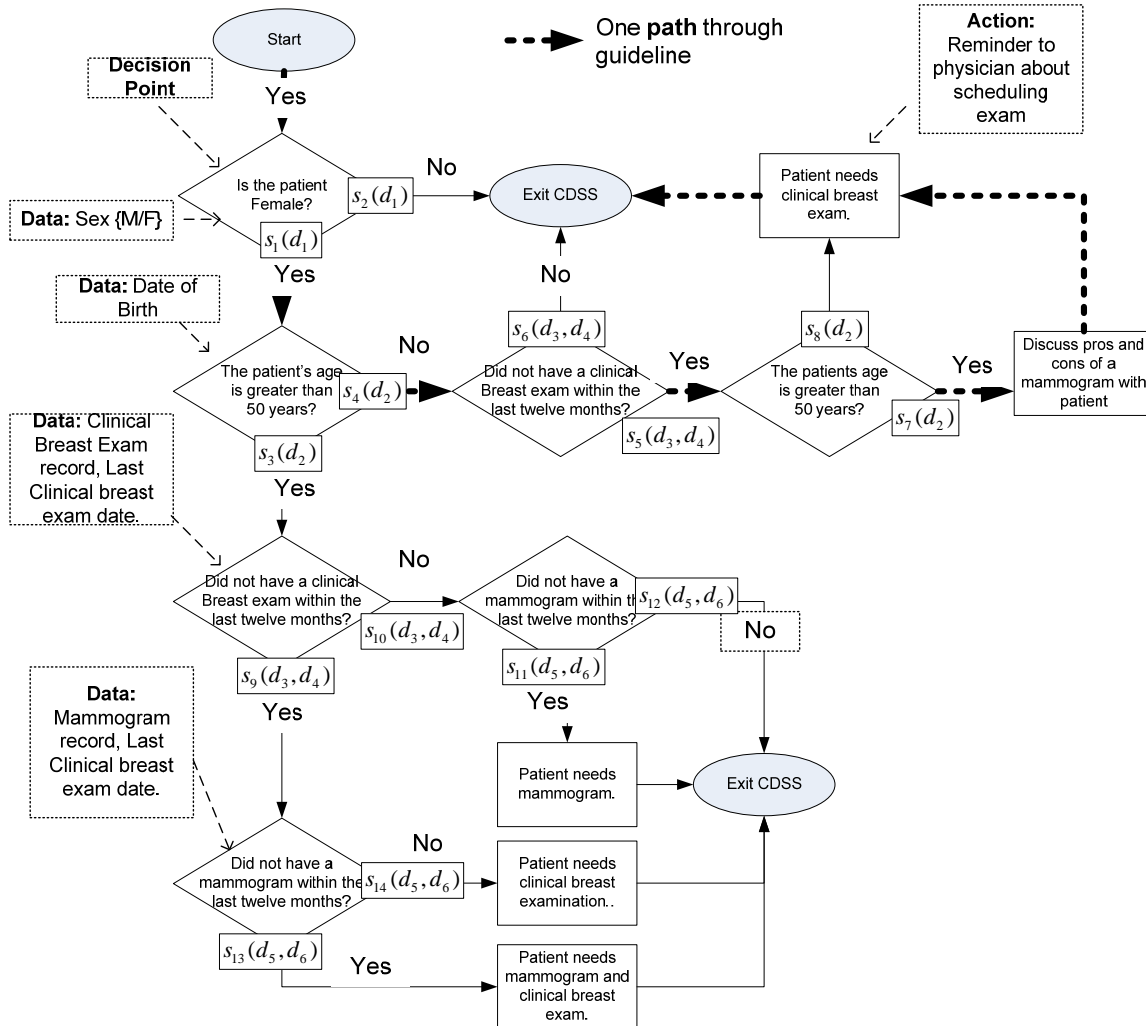 Start
One path through
guideline
Action:
Reminder to
physician about
scheduling
exam
Decision
Point
Yes
Is the patient
Female?
s2(d1)
No
Exit CDSS
Patient needs
clinical breast
exam.
Data: Sex {M/F}
s1(d1)
Yes
Data: Date of
Birth
No
s6(d3, d4)
s8(d2)
The patient's age
is greater than
50 years?
No
s4(d2)
Did not have a clinical
Breast exam within the
last twelve months?
Yes
s5(d3, d4)
The patients age
is greater than
50 years?
Yes
s7(d2)
Discuss pros and
cons of a
mammogram with
patient
s3(d2)
Yes
Data: Clinical
Breast Exam
record, Last
Clinical breast
exam date.
Did not have a clinical
Breast exam within the
last twelve months?
No
s10(d3, d4)
Did not have a
mammogram within th
last twelve months?
s12(d5, d6)
No
s9(d3, d4)
Yes
s11(d5, d6)
Yes
Data:
Mammogram
record, Last
Clinical breast
exam date.
Patient needs
mammogram.
Exit CDSS
Did not have a
mammogram within the
last twelve months?
No
s14(d5, d6)
Patient needs
clinical breast
examination..
s13(d5, d6)
Yes
Patient needs
mammogram and
clinical breast
exam.